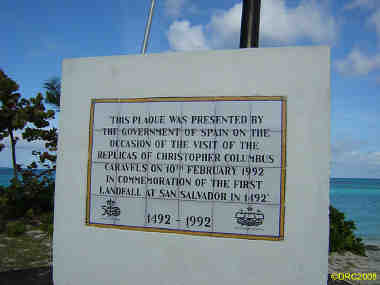 "THIS PLAQUE WAS PRESENTED BY
THE GOVERNMENT OF SPAIN ON THE
OCCASION OF THE VISIT OF THE
REPLICAS OF CHRISTOPHER COLUMBUS
CARAVELS ON 10TH FEBRUARY 1992
IN COMMEMORATION OF THE FIRST
LANDFALL AT SAN SALVADOR IN 1492"
1492 - 1992
©DRC2008